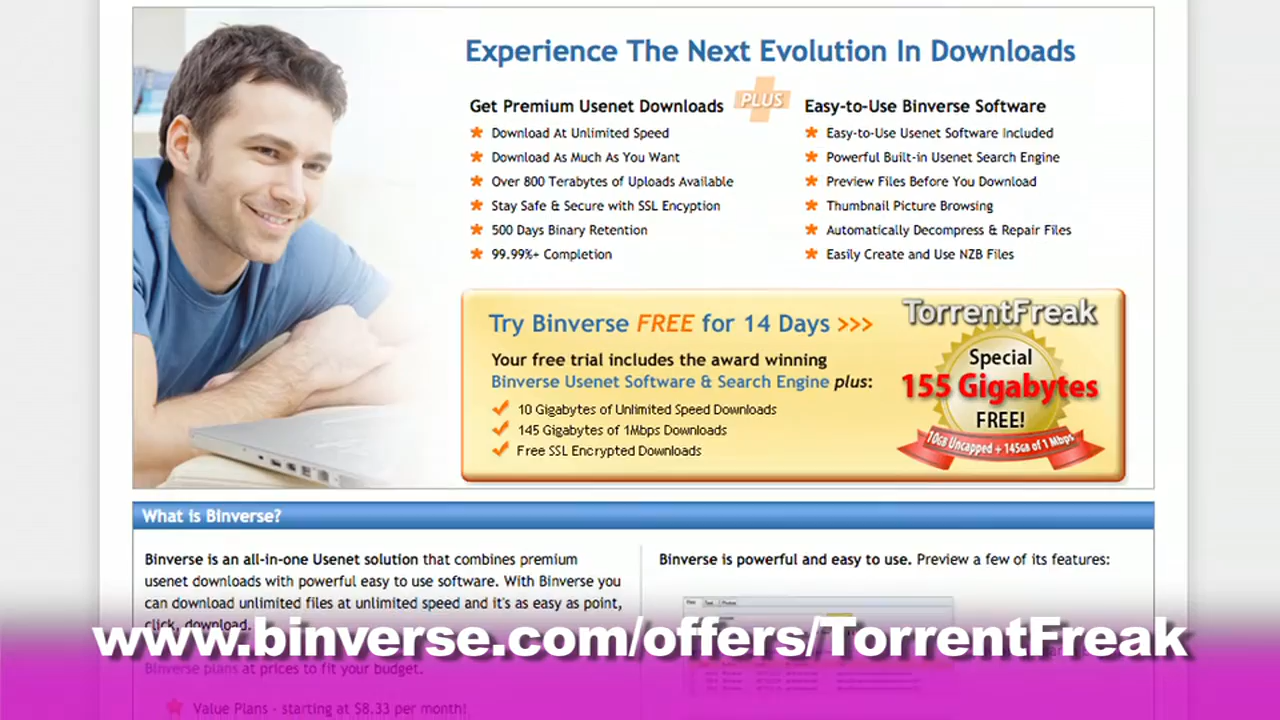 Experience The Next Evolution In Downloads
Get Premium Usenet Downloads
PLUS
Easy-to-Use Binverse Software
Download At Unlimited Speed
Download As Much As You Want
Over 800 Terabytes of Uploads Available
Stay Safe & Secure with SSL Encyption
500 Days Binary Retention
99.99%+ Completion
Easy-to-Use Usenet Software Included
Powerful Built-in Usenet Search Engine
Preview Files Before You Download
Thumbnail Picture Browsing
Automatically Decompress & Repair Files
Easily Create and Use NZB Files
Try Binverse FREE for 14 Days >>>
Your free trial includes the award winning
Binverse Usenet Software & Search Engine plus:
10 Gigabytes of Unlimited Speed Downloads
145 Gigabytes of 1Mbps Downloads
Free SSL Encrypted Downloads
TorrentFreak
Special
155 Gigabytes
FREE!
10GB Uncapped + 145GB of 1 Mbps
What is Binverse?
Binverse is an all-in-one Usenet solution that combines premium
usenet downloads with powerful easy to use software. With Binverse you
can download unlimited files at unlimited speed and it's as easy as point,
click, download.
Binverse plans at prices to fit your budget.
Value Plans - starting at $8.33 per month!
Binverse is powerful and easy to use. Preview a few of its features:
www.binverse.com/offers/TorrentFreak